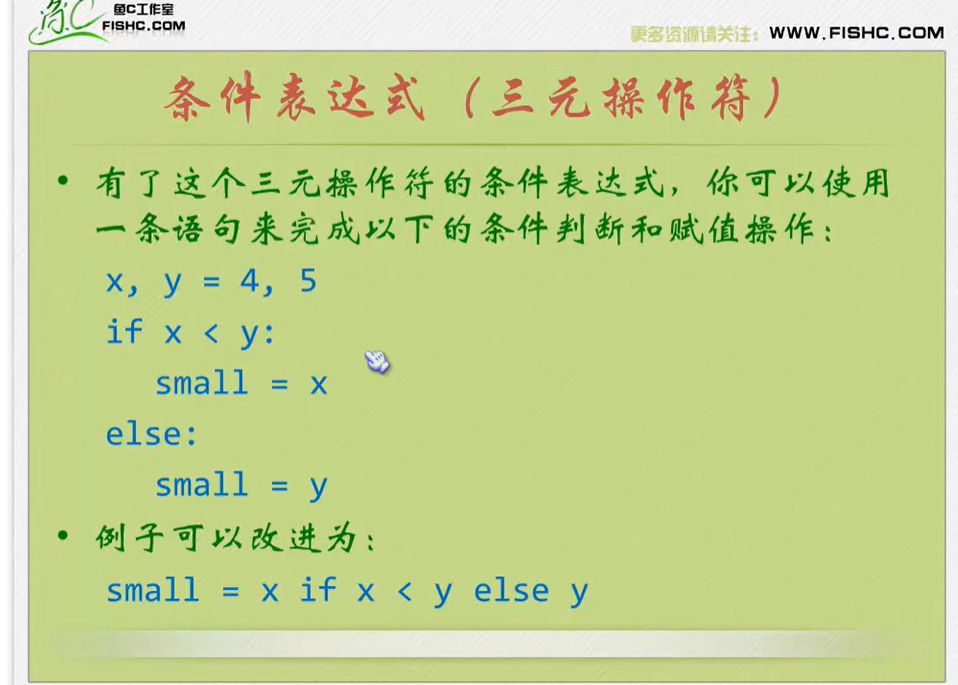 鱼C工作室
FISHC.COM
更多资源请关注：WWW.FISHC.COM
条件表达式（三元操作符）
• 有了这个三元操作符的条件表达式，你可以使用
一条语句来完成以下的条件判断和赋值操作：
x, y = 4, 5
if x < y:
small = x
else:
small = y
• 例子可以改进为：
small = x if x < y else y